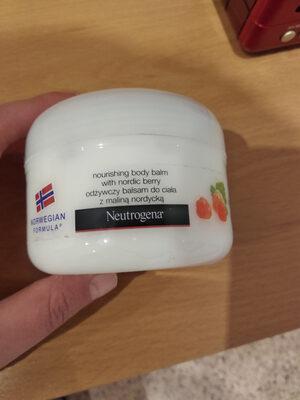 nourishing body balm
with nordic berry
odżywczy balsam do ciała
z maliną nordycką
NORWEGIAN
FORMULA®
Neutrogena®